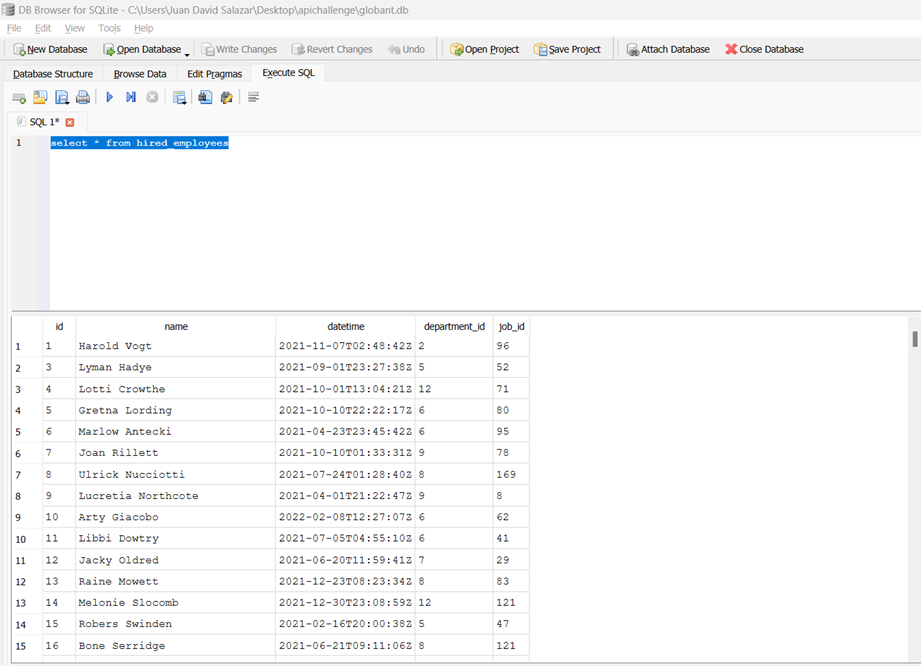 DB Browser for SQLite - C:\Users\Juan David Salazar\Desktop\apichallenge\globant.db
File Edit View Tools Help
New Database Open Database Write Changes Revert Changes Undo Open Project Save Project Attach Database Close Database
Database Structure Browse Data Edit Pragmas Execute SQL
SQL 1*
1 select * from hired_employees
id name datetime department_id job_id
1 1 Harold Vogt 2021-11-07T02:48:42Z 2 96
2 3 Lyman Hadye 2021-09-01T23:27:38Z 5 52
3 4 Lotti Crowthe 2021-10-01T13:04:21Z 12 71
4 5 Gretna Lording 2021-10-10T22:22:17Z 6 80
5 6 Marlow Antecki 2021-04-23T23:45:42Z 6 95
6 7 Joan Rillett 2021-10-10T01:33:31Z 9 78
7 8 Ulrick Nucciotti 2021-07-24T01:28:40Z 8 169
8 9 Lucretia Northcote 2021-04-01T21:22:47Z 9 8
9 10 Arty Giacobo 2022-02-08T12:27:07Z 6 62
10 11 Libbi Dowtry 2021-07-05T04:55:10Z 6 41
11 12 Jacky Oldred 2021-06-20T11:59:41Z 7 29
12 13 Raine Mowett 2021-12-23T08:23:34Z 8 83
13 14 Melonie Slocomb 2021-12-30T23:08:59Z 12 121
14 15 Robers Swinden 2021-02-16T20:00:38Z 5 47
15 16 Bone Serridge 2021-06-21T09:11:06Z 8 121